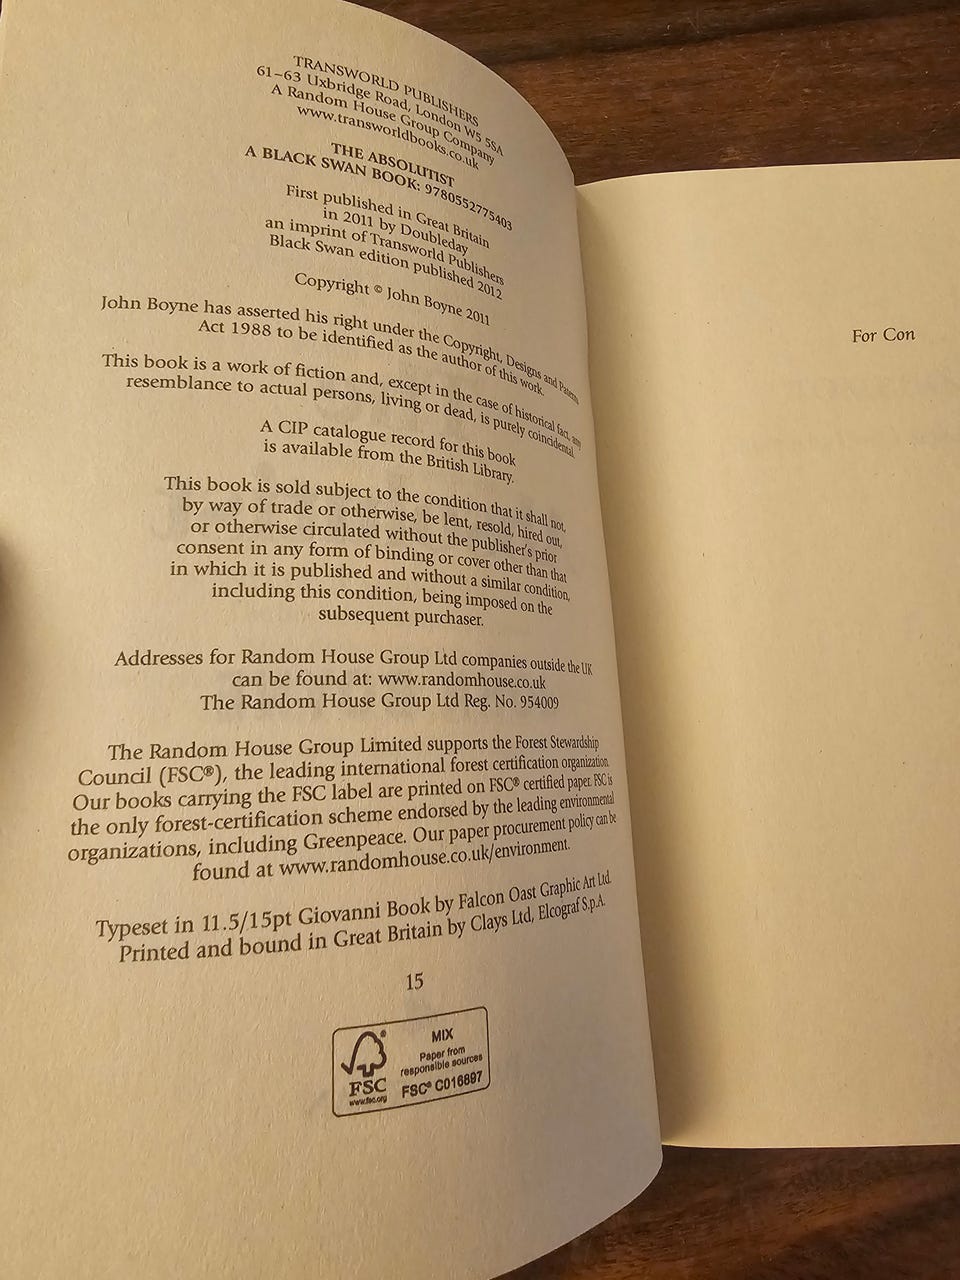 TRANSWORLD PUBLISHERS
61–63 Uxbridge Road, London W5 5SA
A Random House Group Company
www.transworldbooks.co.uk
THE ABSOLUTIST
A BLACK SWAN BOOK: 9780552775403
First published in Great Britain
in 2011 by Doubleday
an imprint of Transworld Publishers
Black Swan edition published 2012
Copyright © John Boyne 2011
John Boyne has asserted his right under the Copyright, Designs and Patents
Act 1988 to be identified as the author of this work.
This book is a work of fiction and, except in the case of historical fact, any
resemblance to actual persons, living or dead, is purely coincidental.
A CIP catalogue record for this book
is available from the British Library.
This book is sold subject to the condition that it shall not,
by way of trade or otherwise, be lent, resold, hired out,
or otherwise circulated without the publisher's prior
consent in any form of binding or cover other than that
in which it is published and without a similar condition,
including this condition, being imposed on the
subsequent purchaser.
Addresses for Random House Group Ltd companies outside the UK
can be found at: www.randomhouse.co.uk
The Random House Group Ltd Reg. No. 954009
The Random House Group Limited supports the Forest Stewardship
Council (FSC®), the leading international forest certification organization.
Our books carrying the FSC label are printed on FSC® certified paper. FSC is
the only forest-certification scheme endorsed by the leading environmental
organizations, including Greenpeace. Our paper procurement policy can be
found at www.randomhouse.co.uk/environment.
Typeset in 11.5/15pt Giovanni Book by Falcon Oast Graphic Art Ltd.
Printed and bound in Great Britain by Clays Ltd, Elcograf S.p.A.
15
FSC
www.fsc.org
MIX
Paper from
responsible sources
FSC® C016897
For Con